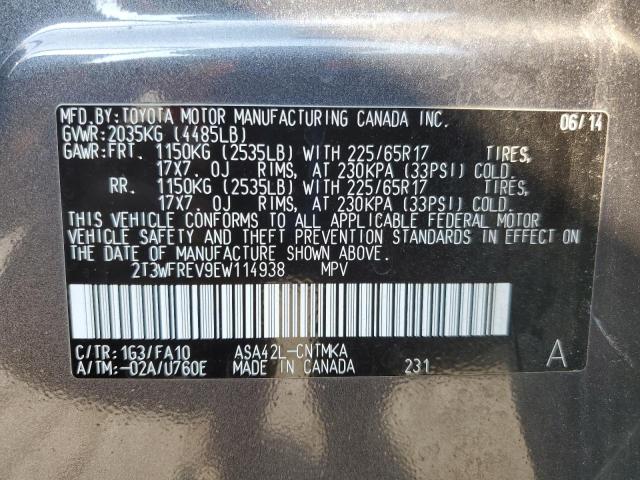 MFD.BY:TOYOTA MOTOR MANUFACTURING CANADA INC. 06/14
GVWR:2035KG (4485LB)
GAWR:FRT. 1150KG (2535LB) WITH 225/65R17 TIRES,
17X7. 0J RIMS, AT 230KPA (33PSI) COLD.
RR. 1150KG (2535LB) WITH 225/65R17 TIRES,
17X7. 0J RIMS, AT 230KPA (33PSI) COLD.
THIS VEHICLE CONFORMS TO ALL APPLICABLE FEDERAL MOTOR
VEHICLE SAFETY AND THEFT PREVENTION STANDARDS IN EFFECT ON
THE DATE OF MANUFACTURE SHOWN ABOVE.
2T3WFREV9EW114938 MPV
C/TR:1G3/FA10 ASA42L-CNTMKA A
A/TM:-02A/U760E MADE IN CANADA 231